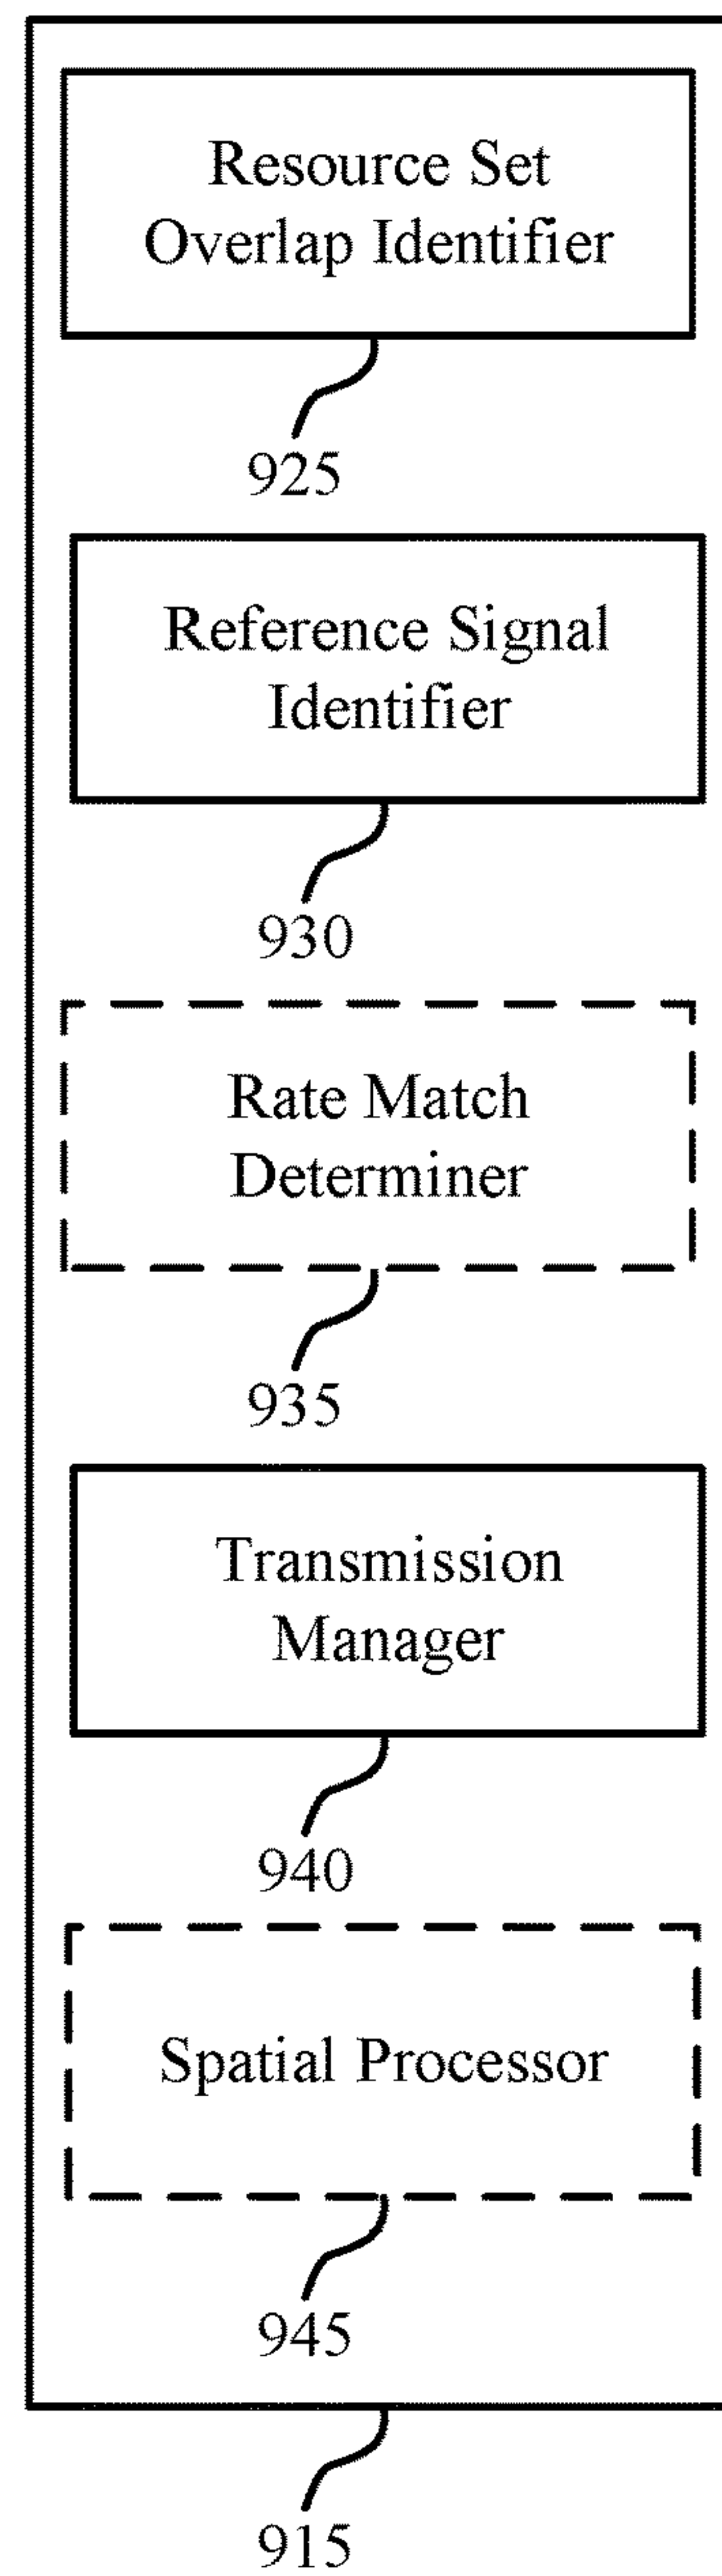 Resource Set
Overlap Identifier
925
Reference Signal
Identifier
930
Rate Match
Determiner
935
Transmission
Manager
940
Spatial Processor
945
915